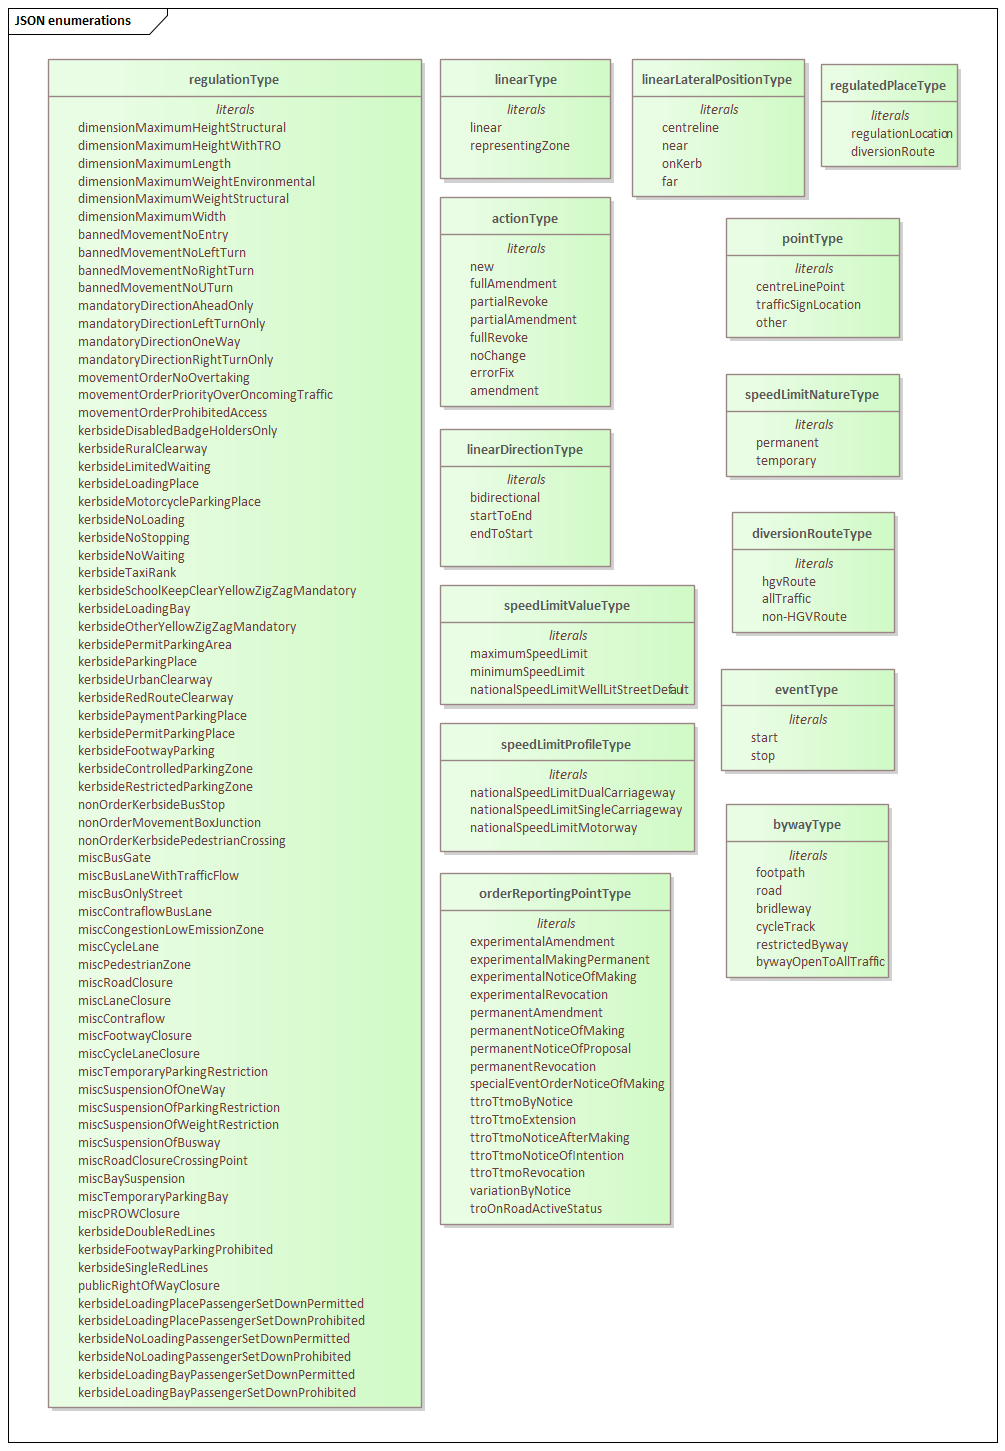 JSON enumerations
regulationType
literals
dimensionMaximumHeightStructural
dimensionMaximumHeightWithTRO
dimensionMaximumLength
dimensionMaximumWeightEnvironmental
dimensionMaximumWeightStructural
dimensionMaximumWidth
bannedMovementNoEntry
bannedMovementNoLeftTurn
bannedMovementNoRightTurn
bannedMovementNoUTurn
mandatoryDirectionAheadOnly
mandatoryDirectionLeftTurnOnly
mandatoryDirectionOneWay
mandatoryDirectionRightTurnOnly
movementOrderNoOvertaking
movementOrderPriorityOverOncomingTraffic
movementOrderProhibitedAccess
kerbsideDisabledBadgeHoldersOnly
kerbsideRuralClearway
kerbsideLimitedWaiting
kerbsideLoadingPlace
kerbsideMotorcycleParkingPlace
kerbsideNoLoading
kerbsideNoStopping
kerbsideNoWaiting
kerbsideTaxiRank
kerbsideSchoolKeepClearYellowZigZagMandatory
kerbsideLoadingBay
kerbsideOtherYellowZigZagMandatory
kerbsidePermitParkingArea
kerbsideParkingPlace
kerbsideUrbanClearway
kerbsideRedRouteClearway
kerbsidePaymentParkingPlace
kerbsidePermitParkingPlace
kerbsideFootwayParking
kerbsideControlledParkingZone
kerbsideRestrictedParkingZone
nonOrderKerbsideBusStop
nonOrderMovementBoxJunction
nonOrderKerbsidePedestrianCrossing
miscBusGate
miscBusLaneWithTrafficFlow
miscBusOnlyStreet
miscContraflowBusLane
miscCongestionLowEmissionZone
miscCycleLane
miscPedestrianZone
miscRoadClosure
miscLaneClosure
miscContraflow
miscFootwayClosure
miscCycleLaneClosure
miscTemporaryParkingRestriction
miscSuspensionOfOneWay
miscSuspensionOfParkingRestriction
miscSuspensionOfWeightRestriction
miscSuspensionOfBusway
miscRoadClosureCrossingPoint
miscBaySuspension
miscTemporaryParkingBay
miscPROWClosure
kerbsideDoubleRedLines
kerbsideFootwayParkingProhibited
kerbsideSingleRedLines
publicRightOfWayClosure
kerbsideLoadingPlacePassengerSetDownPermitted
kerbsideLoadingPlacePassengerSetDownProhibited
kerbsideNoLoadingPassengerSetDownPermitted
kerbsideNoLoadingPassengerSetDownProhibited
kerbsideLoadingBayPassengerSetDownPermitted
kerbsideLoadingBayPassengerSetDownProhibited
linearType
literals
linear
representingZone
actionType
literals
new
fullAmendment
partialRevoke
partialAmendment
fullRevoke
noChange
errorFix
amendment
linearDirectionType
literals
bidirectional
startToEnd
endToStart
speedLimitValueType
literals
maximumSpeedLimit
minimumSpeedLimit
nationalSpeedLimitWellLitStreetDefault
speedLimitProfileType
literals
nationalSpeedLimitDualCarriageway
nationalSpeedLimitSingleCarriageway
nationalSpeedLimitMotorway
orderReportingPointType
literals
experimentalAmendment
experimentalMakingPermanent
experimentalNoticeOfMaking
experimentalRevocation
permanentAmendment
permanentNoticeOfMaking
permanentNoticeOfProposal
permanentRevocation
specialEventOrderNoticeOfMaking
ttroTtmoByNotice
ttroTtmoExtension
ttroTtmoNoticeAfterMaking
ttroTtmoNoticeOfIntention
ttroTtmoRevocation
variationByNotice
troOnRoadActiveStatus
linearLateralPositionType
literals
centreline
near
onKerb
far
regulatedPlaceType
literals
regulationLocation
diversionRoute
pointType
literals
centreLinePoint
trafficSignLocation
other
speedLimitNatureType
literals
permanent
temporary
diversionRouteType
literals
hgvRoute
allTraffic
non-HGVRoute
eventType
literals
start
stop
bywayType
literals
footpath
road
bridleway
cycleTrack
restrictedByway
bywayOpenToAllTraffic